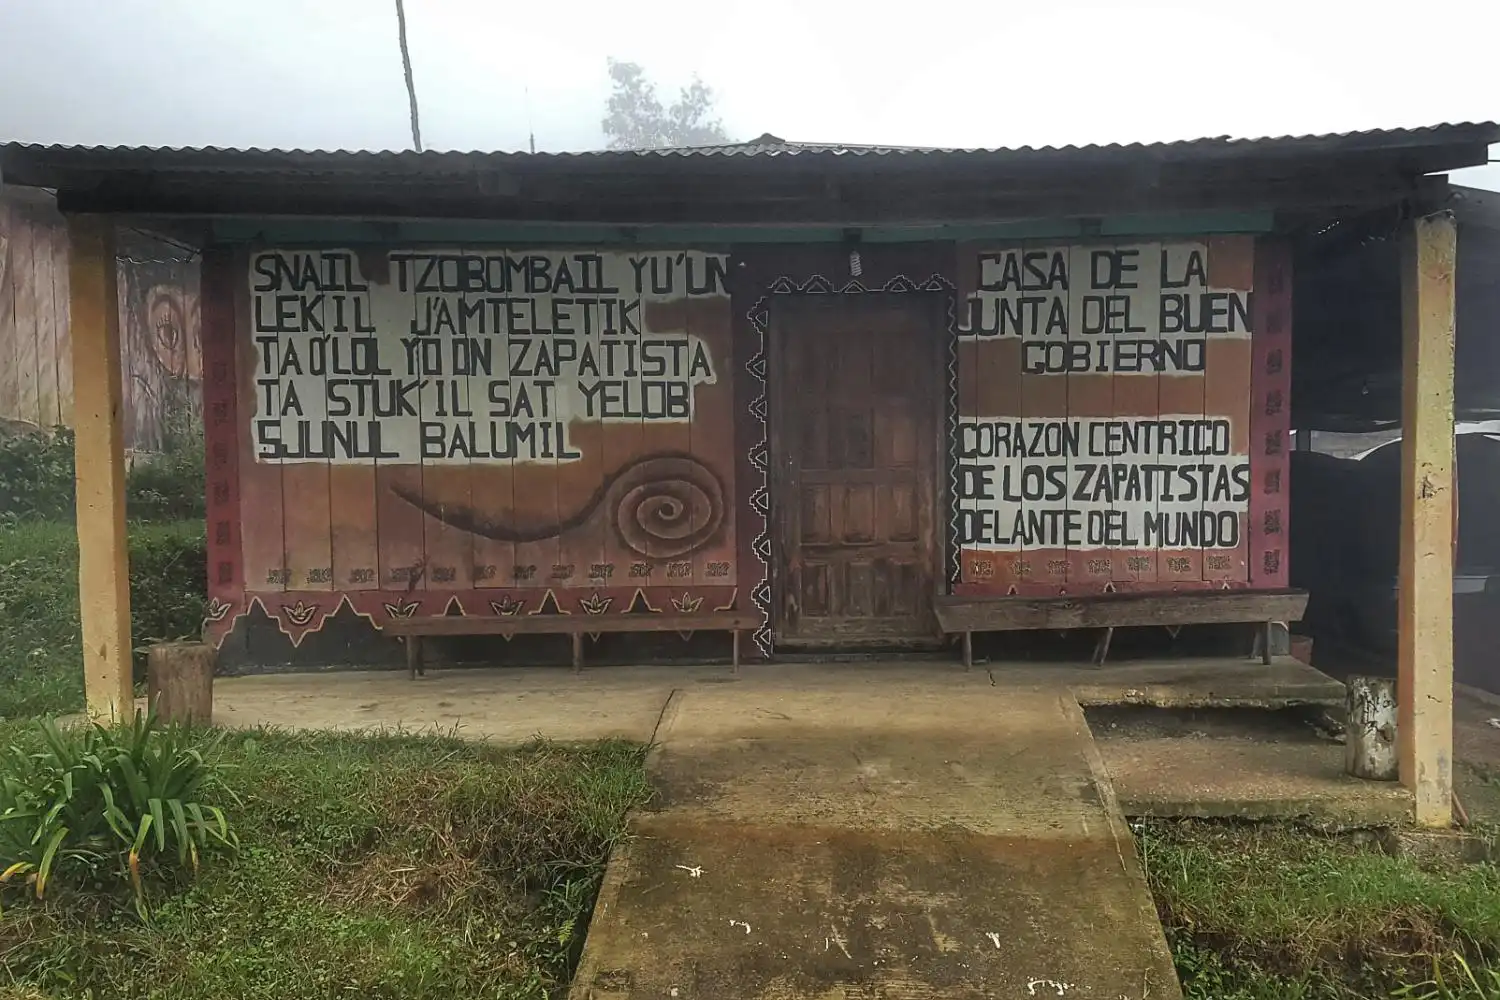 SNAIL TZOBOMBAIL YU'UN
LEKIL J'AMTELETIK
TA O'LOL YO'ON ZAPATISTA
TA STUK'IL SAT YELOB
SJUNUL BALUMIL
CASA DE LA
JUNTA DEL BUEN
GOBIERNO
CORAZON CENTRICO
DE LOS ZAPATISTAS
DELANTE DEL MUNDO